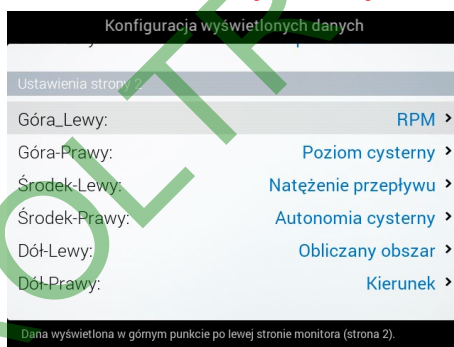 Konfiguracja wyświetlonych danych
Ustawienia strony 2
Góra_Lewy: RPM >
Góra-Prawy: Poziom cysterny >
Środek-Lewy: Natężenie przepływu >
Środek-Prawy: Autonomia cysterny >
Dół-Lewy: Obliczany obszar >
Dół-Prawy: Kierunek >
Dana wyświetlona w górnym punkcie po lewej stronie monitora (strona 2).